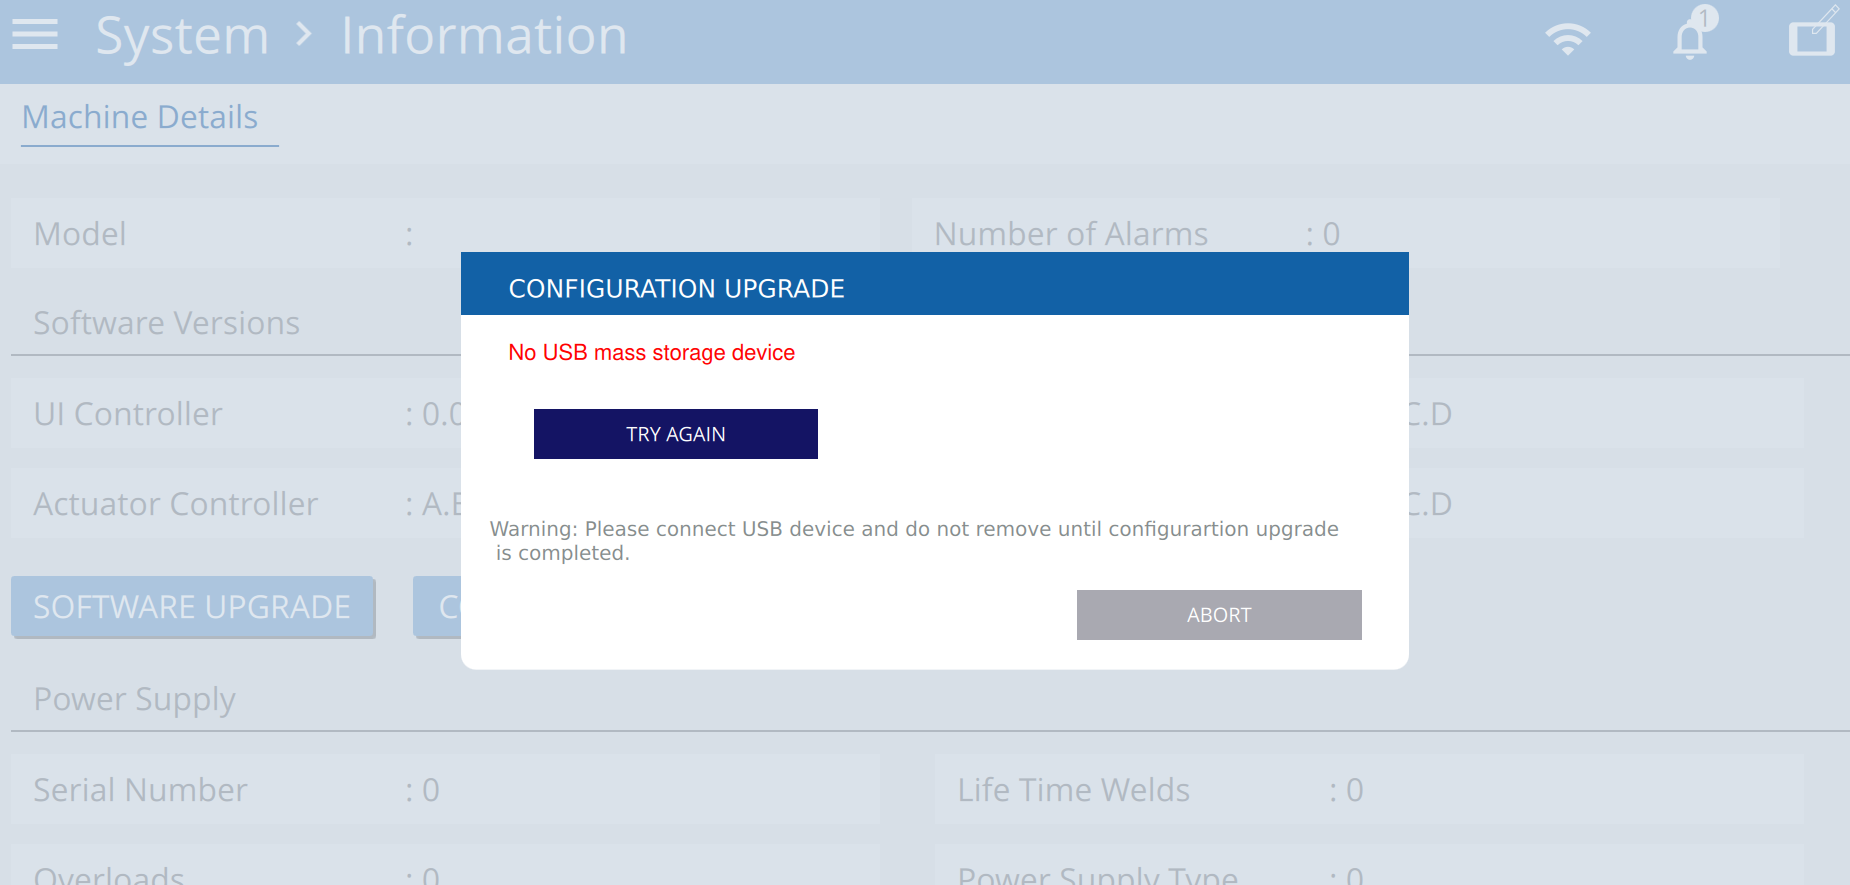 System > Information
1
Machine Details
Model :
Number of Alarms : 0
CONFIGURATION UPGRADE
Software Versions
No USB mass storage device
UI Controller : 0.0
C.D
TRY AGAIN
Actuator Controller : A.B
C.D
Warning: Please connect USB device and do not remove until configurartion upgrade
is completed.
SOFTWARE UPGRADE
ABORT
Power Supply
Serial Number : 0
Life Time Welds : 0
Overloads : 0
Power Supply Type : 0